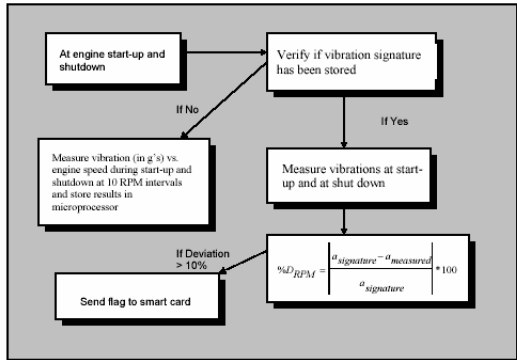 At engine start-up and
shutdown
Verify if vibration signature
has been stored
If No
If Yes
Measure vibration (in g's) vs.
engine speed during start-up and
shutdown at 10 RPM intervals
and store results in
microprocessor
Measure vibrations at start-
up and at shut down
If Deviation
> 10%
%D_RPM = | (a_signature - a_measured) / a_signature | *100
Send flag to smart card